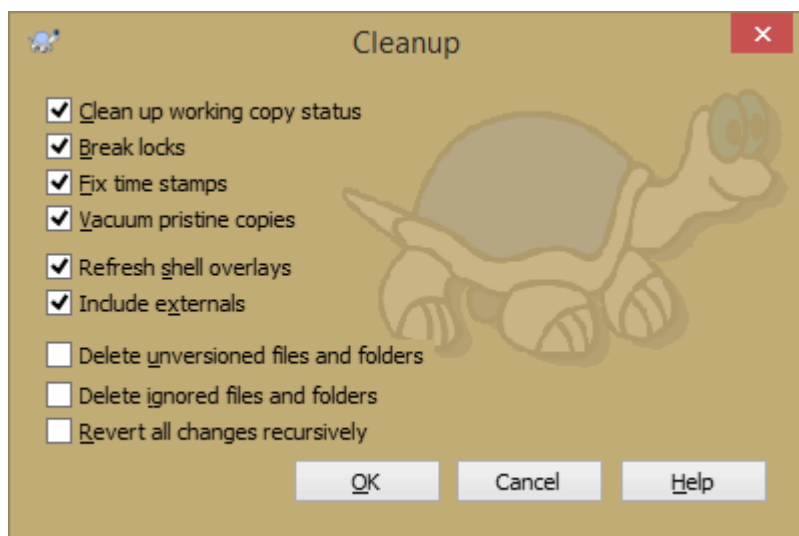 Cleanup
Clean up working copy status
Break locks
Fix time stamps
Vacuum pristine copies
Refresh shell overlays
Include externals
Delete unversioned files and folders
Delete ignored files and folders
Revert all changes recursively
OK Cancel Help